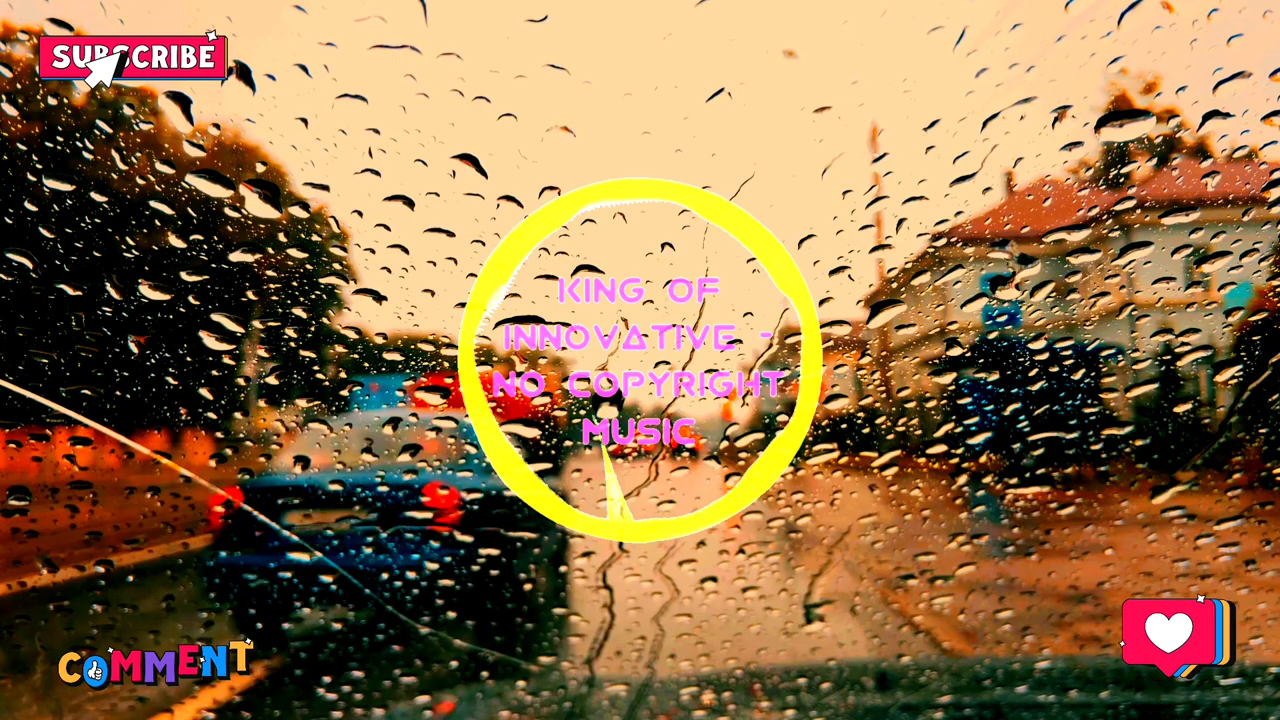 SUBSCRIBE
KING OF
INNOVATIVE -
NO COPYRIGHT
MUSIC
COMMENT